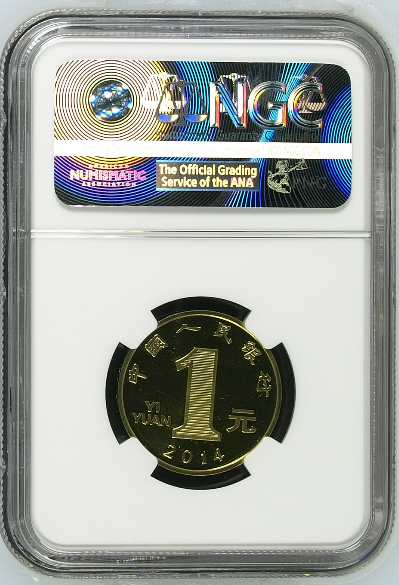 NGC
AMERICAN
NUMISMATIC
ASSOCIATION
The Official Grading
Service of the ANA
中国人民银行
YI
YUAN
1
元
2014